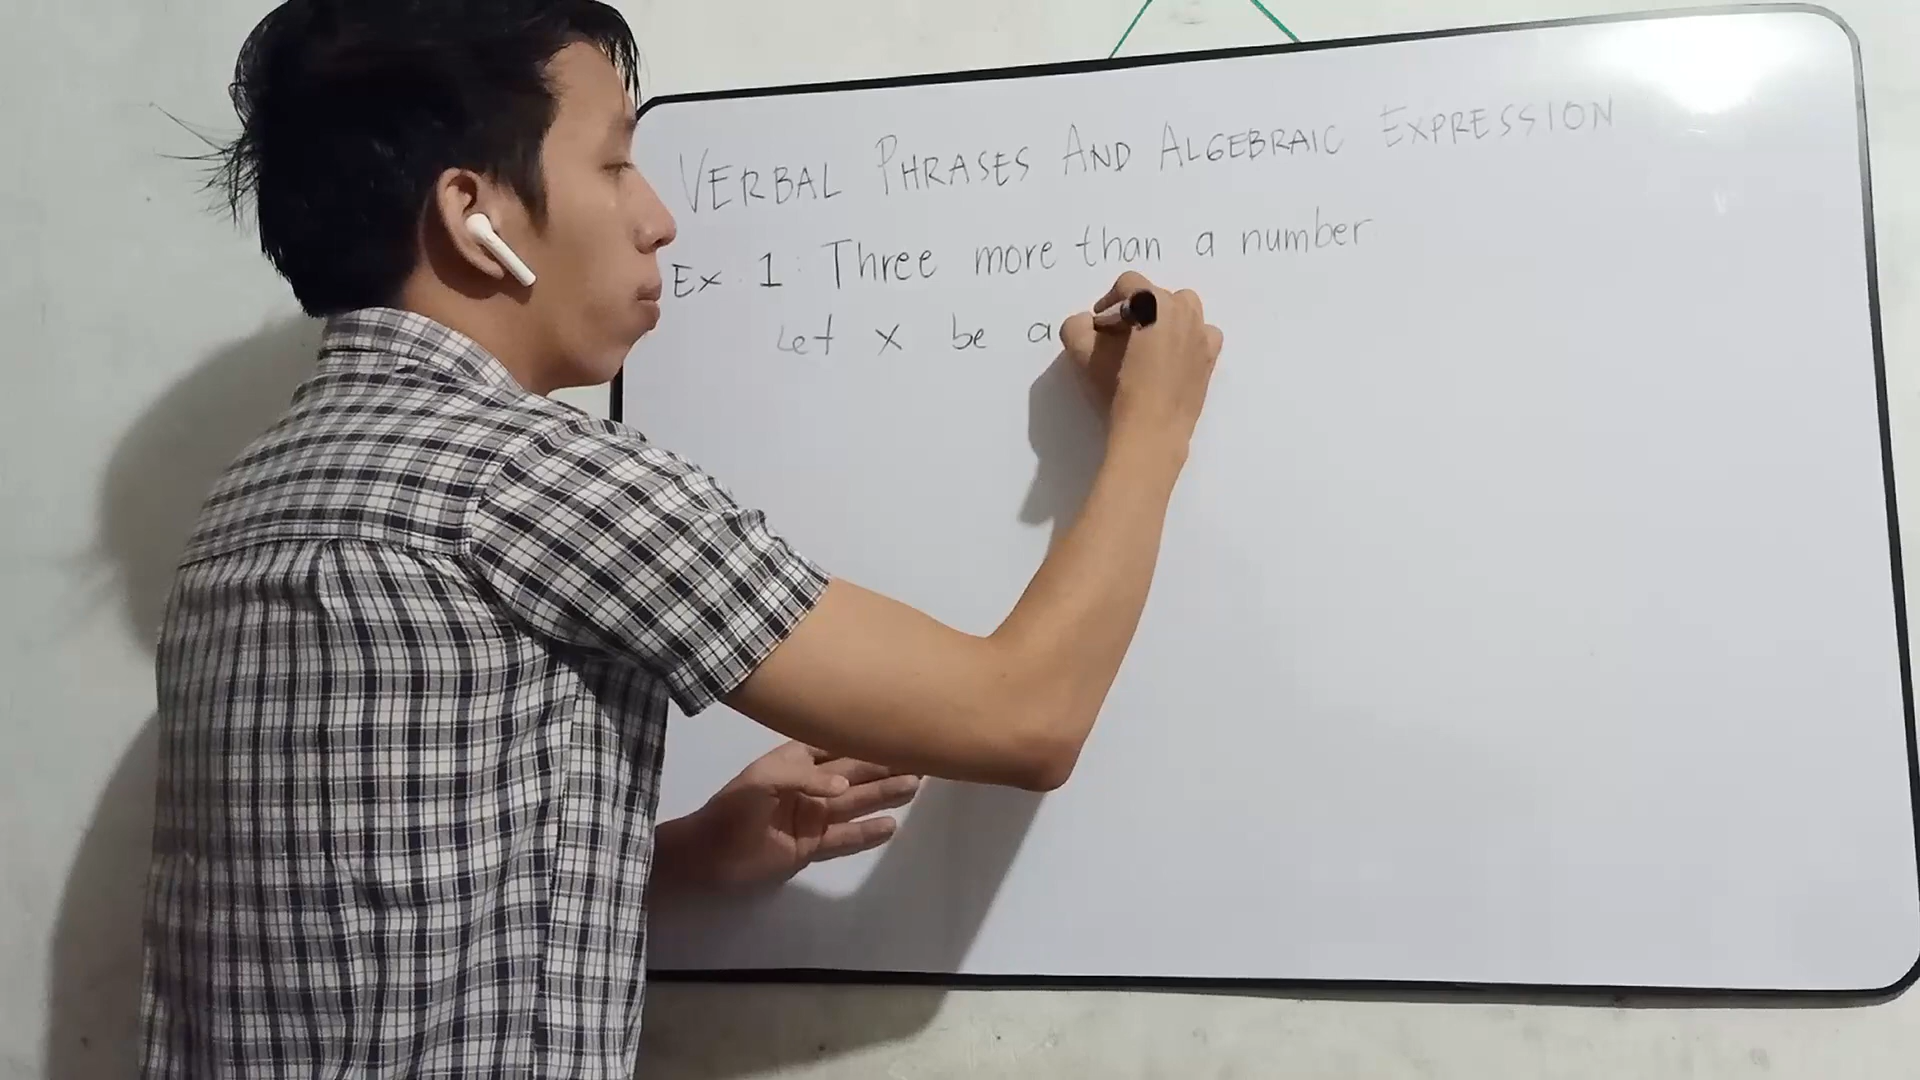 VERBAL PHRASES AND ALGEBRAIC EXPRESSION
Ex. 1: Three more than a number
Let x be a